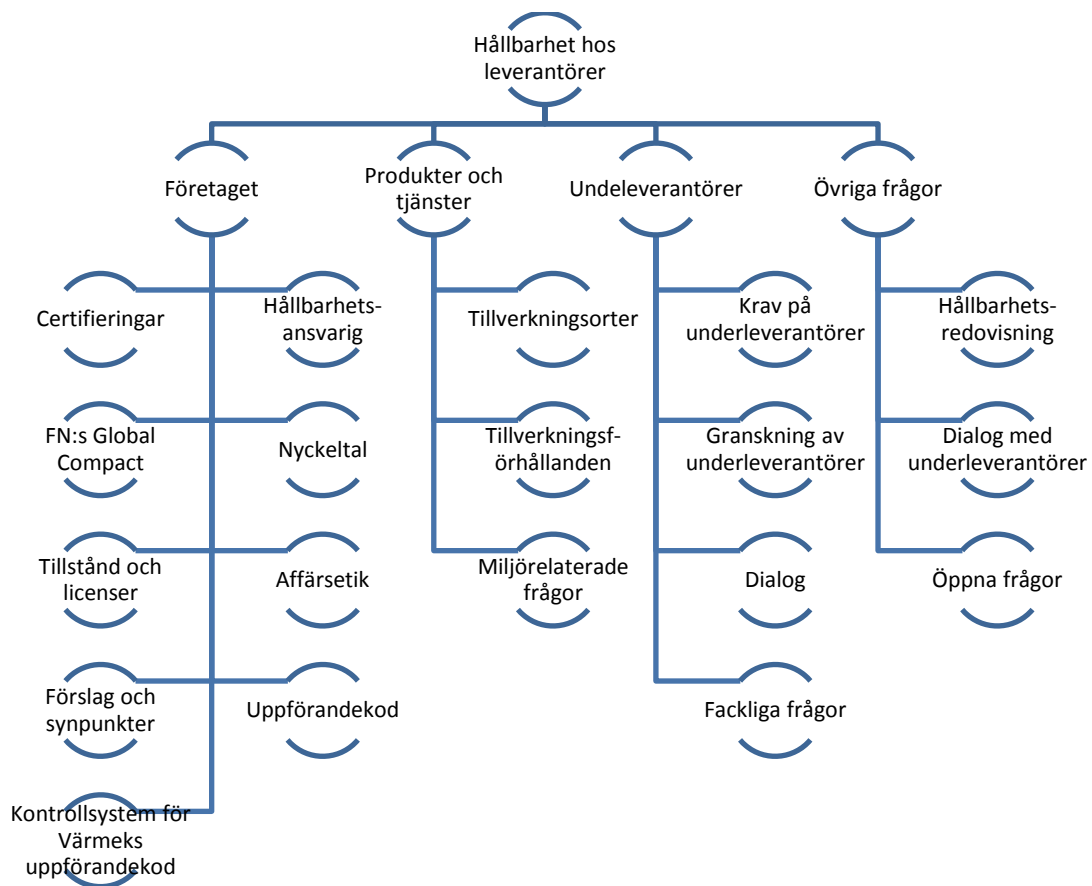 Hållbarhet hos
leverantörer
Företaget
Produkter och
tjänster
Undeleverantörer
Övriga frågor
Certifieringar
Hållbarhets-
ansvarig
Tillverkningsorter
Krav på
underleverantörer
Hållbarhets-
redovisning
FN:s Global
Compact
Nyckeltal
Tillverkningsf-
örhållanden
Granskning av
underleverantörer
Dialog med
underleverantörer
Tillstånd och
licenser
Affärsetik
Miljörelaterade
frågor
Dialog
Öppna frågor
Förslag och
synpunkter
Uppförandekod
Fackliga frågor
Kontrollsystem för
Värmeks
uppförandekod